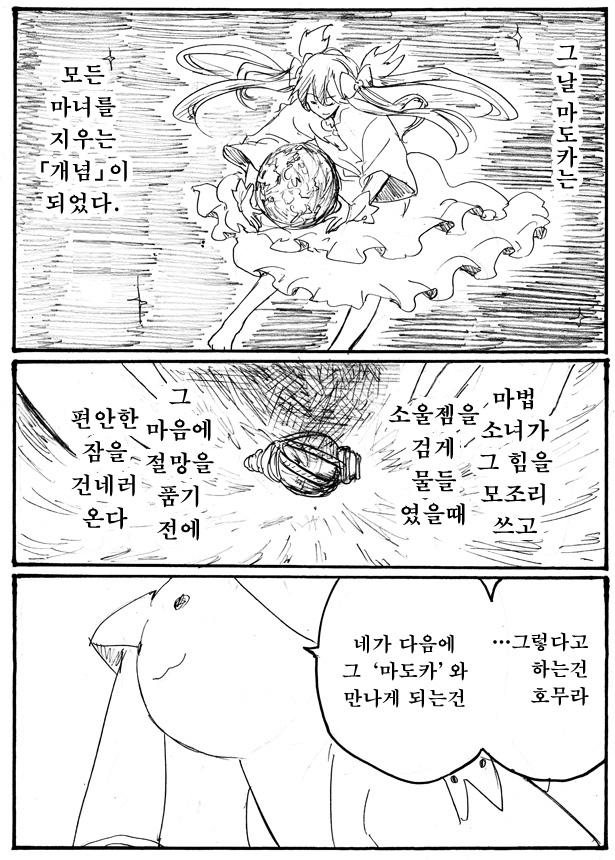 그 날 마도카는
모든
마녀를
지우는
「개념」이
되었다.
마법
소녀가
그 힘을
모조리
쓰고
소울젬을
검게
물들
였을때
그
마음에
절망을
품기
전에
편안한
잠을
건네러
온다
…그렇다고
하는건
호무라
네가 다음에
그 ‘마도카’와
만나게 되는건